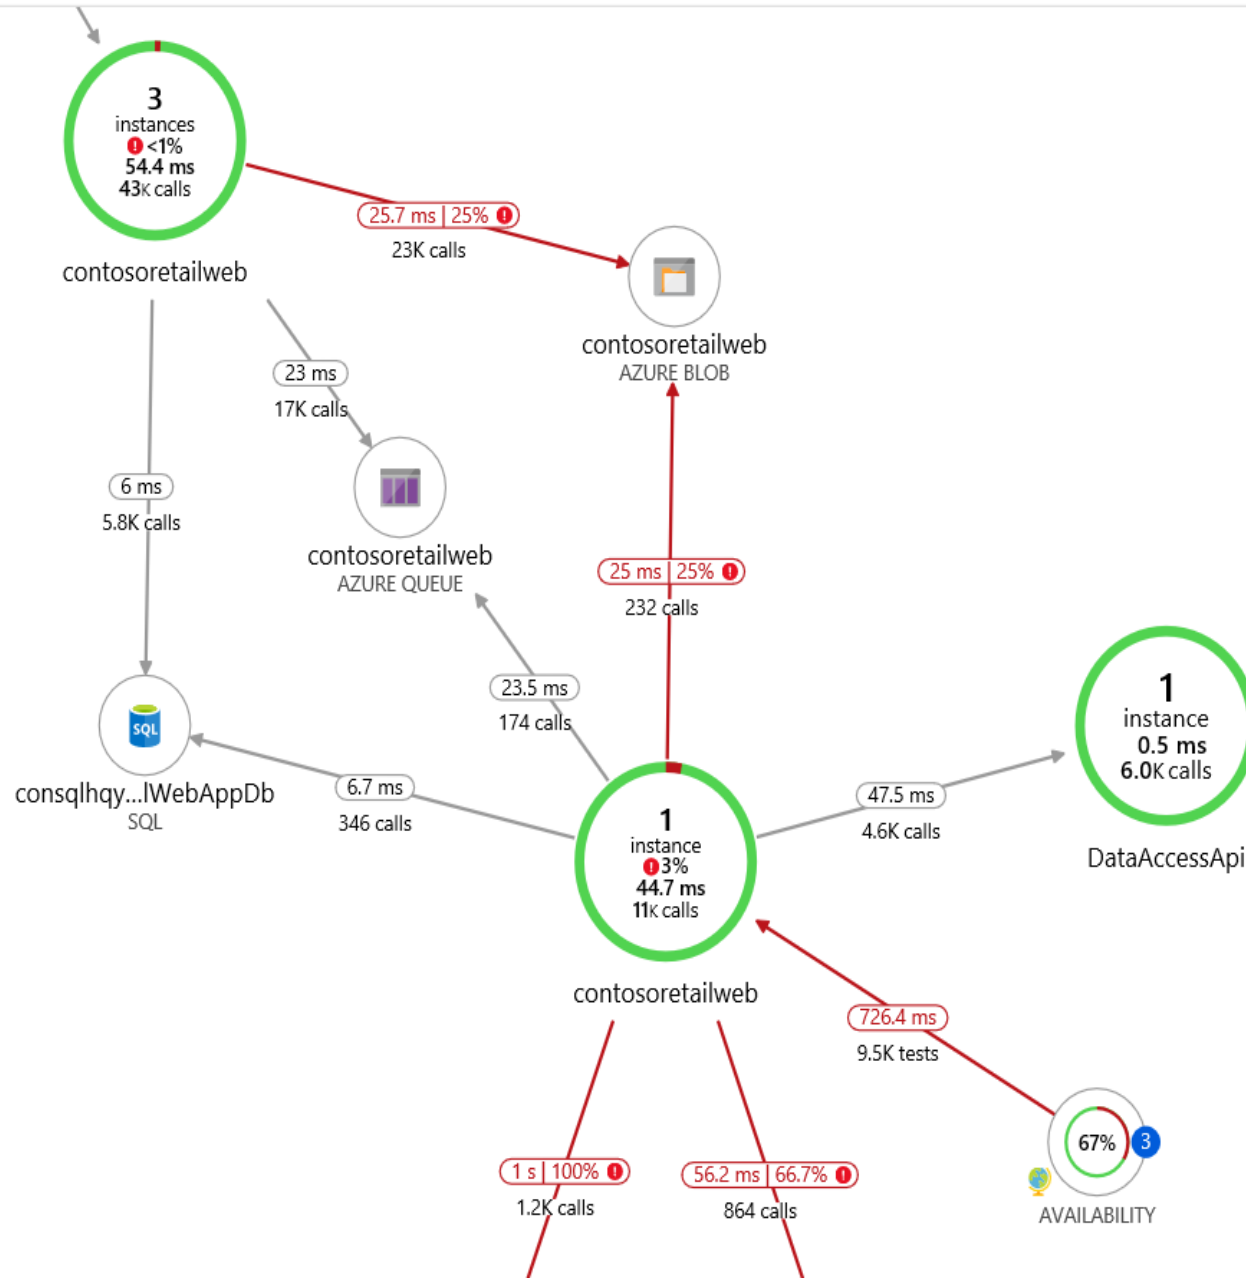 3
instances
<1%
54.4 ms
43K calls
contosoretailweb
25.7 ms | 25%
23K calls
contosoretailweb
AZURE BLOB
23 ms
17K calls
contosoretailweb
AZURE QUEUE
6 ms
5.8K calls
25 ms | 25%
232 calls
SQL
consqlhqy...lWebAppDb
SQL
23.5 ms
174 calls
6.7 ms
346 calls
1
instance
3%
44.7 ms
11K calls
contosoretailweb
47.5 ms
4.6K calls
1
instance
0.5 ms
6.0K calls
DataAccessApi
726.4 ms
9.5K tests
67%
3
AVAILABILITY
1 s | 100%
1.2K calls
56.2 ms | 66.7%
864 calls